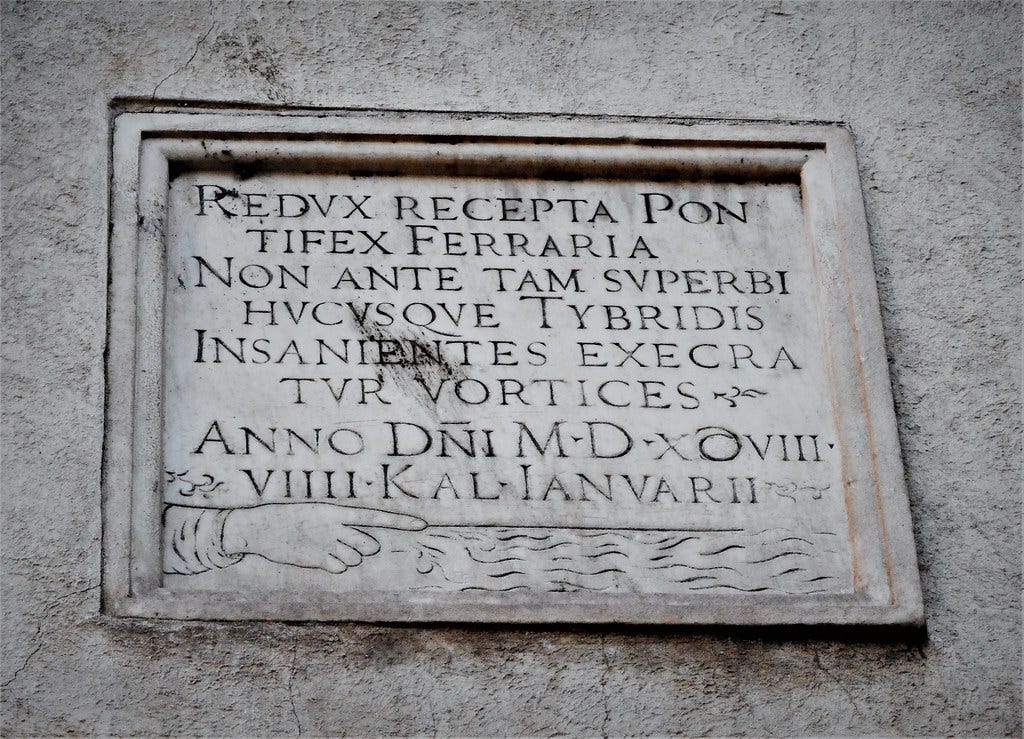 REDVX RECEPTA PON
TIFEX FERRARIA
NON ANTE TAM SVPERBI
HVCVSQVE TYBRIDIS
INSANIENTES EXECRA
TVR VORTICES
ANNO DÑI M·D·XCVIII·
VIIII·KAL·IANVARII